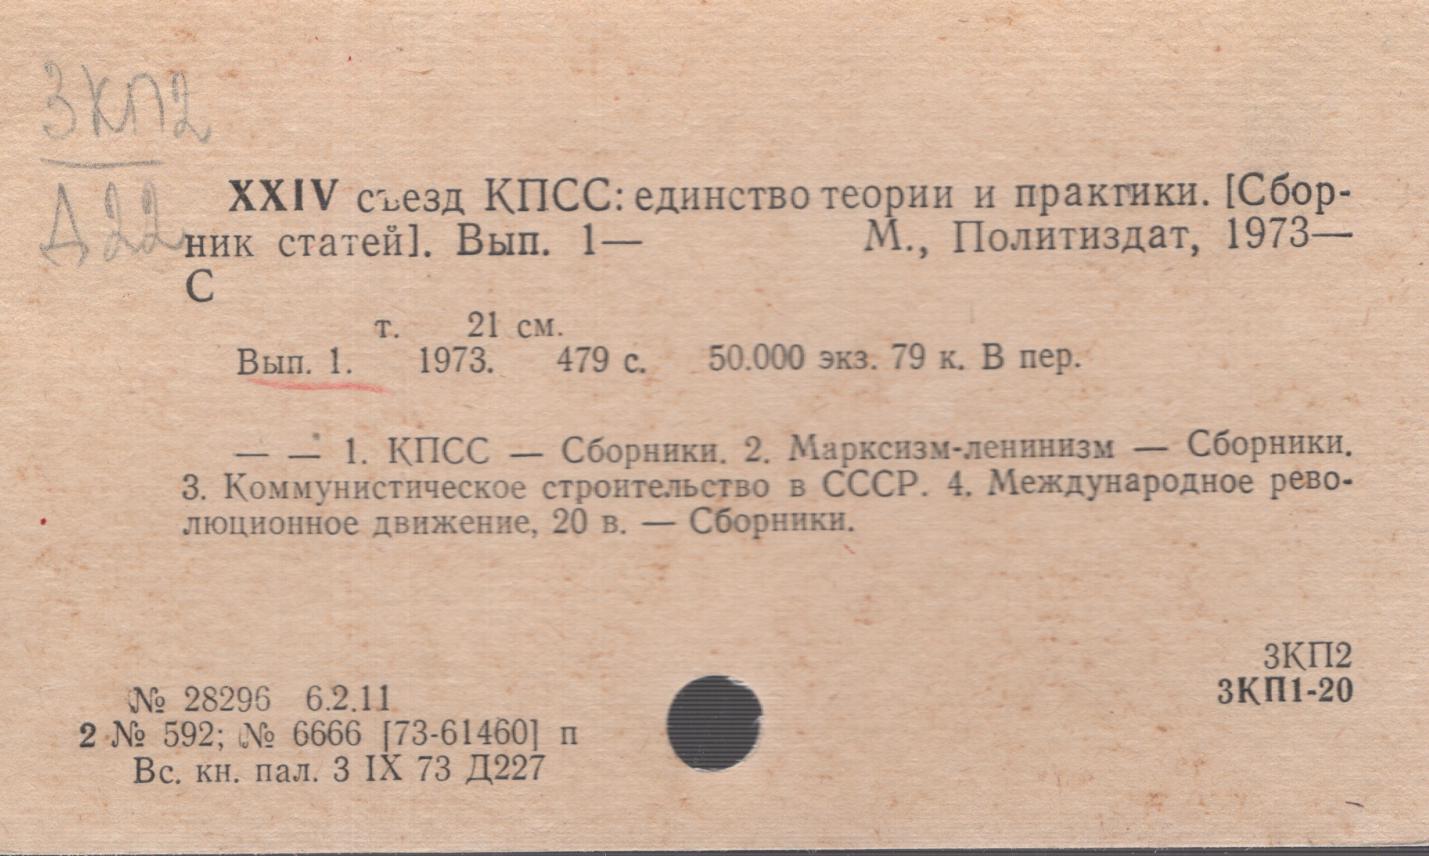 3КП2
Д22
XXIV съезд КПСС: единство теории и практики. [Сбор-
ник статей]. Вып. 1— М., Политиздат, 1973—
С
т. 21 см.
Вып. 1. 1973. 479 с. 50.000 экз. 79 к. В пер.
— — 1. КПСС — Сборники. 2. Марксизм-ленинизм — Сборники.
3. Коммунистическое строительство в СССР. 4. Международное рево-
люционное движение, 20 в. — Сборники.
3КП2
3КП1-20
№ 28296 6.2.11
2 № 592; № 6666 [73-61460] п
Вс. кн. пал. 3 IX 73 Д227